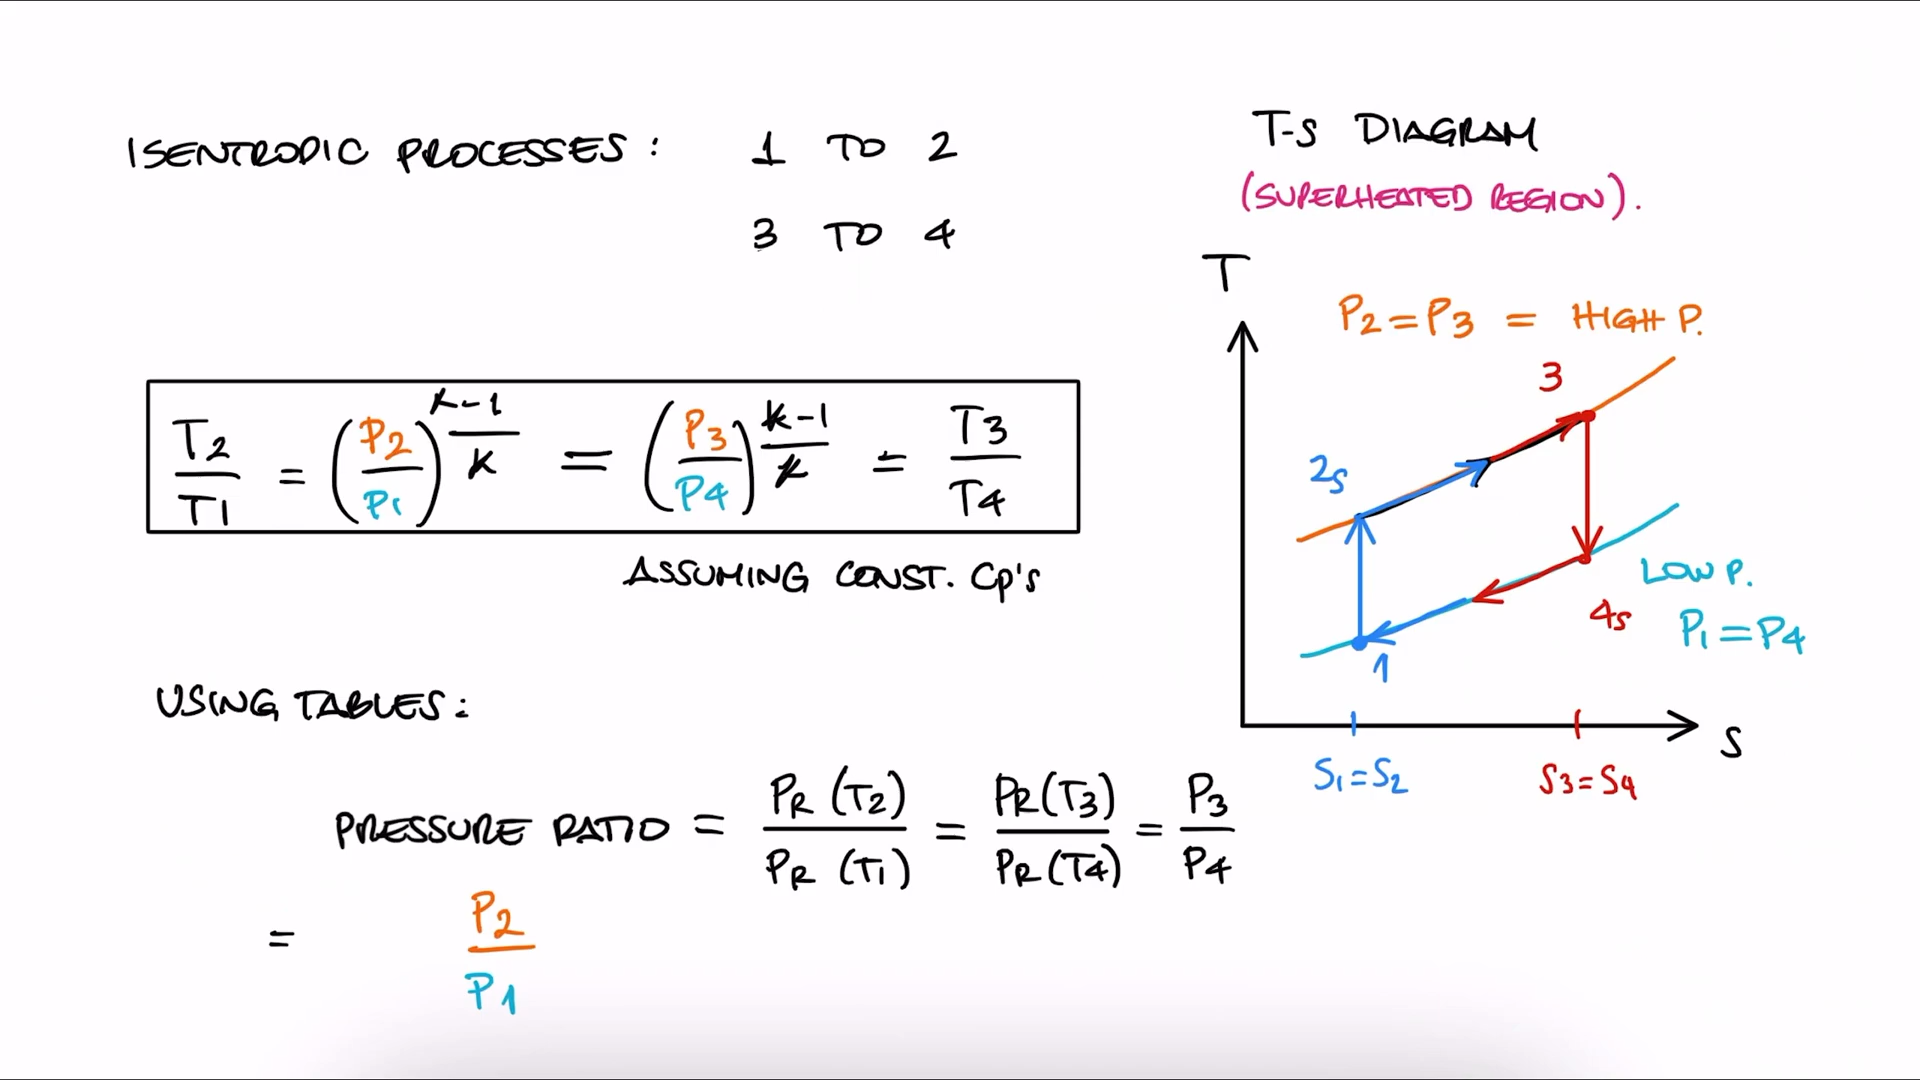 ISENTROPIC PROCESSES: 1 TO 2
3 TO 4
T2/T1 = (P2/P1)^((k-1)/k) = (P3/P4)^((k-1)/k) = T3/T4
ASSUMING CONST. Cp's
USING TABLES:
PRESSURE RATIO = PR(T2)/PR(T1) = PR(T3)/PR(T4) = P3/P4
= P2/P1
T-S DIAGRAM
(SUPERHEATED REGION).
T
P2=P3 = HIGH P.
3
2s
LOW P.
4s
P1=P4
1
S
S1=S2
S3=S4